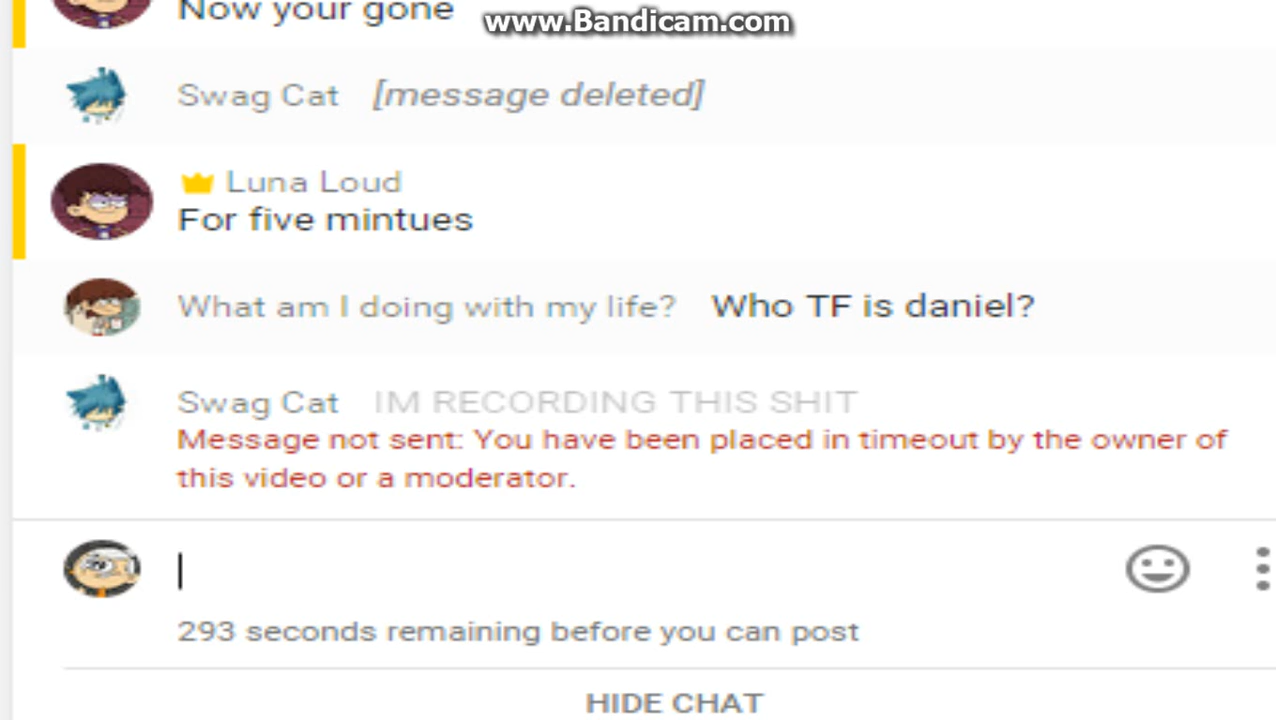 Now your gone
www.Bandicam.com
Swag Cat [message deleted]
Luna Loud
For five mintues
What am I doing with my life? Who TF is daniel?
Swag Cat IM RECORDING THIS SHIT
Message not sent: You have been placed in timeout by the owner of
this video or a moderator.
293 seconds remaining before you can post
HIDE CHAT